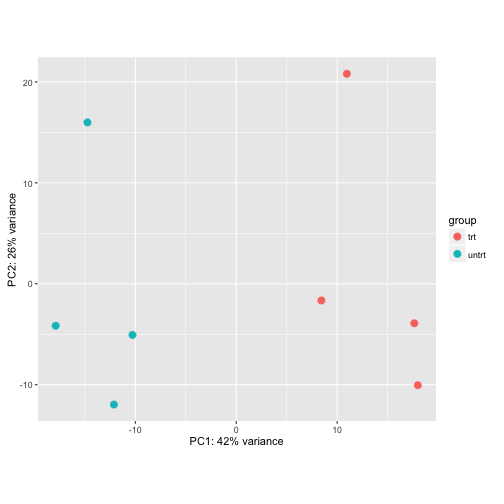 20
10
0
-10
PC2: 26% variance
-10
0
10
PC1: 42% variance
group
trt
untrt